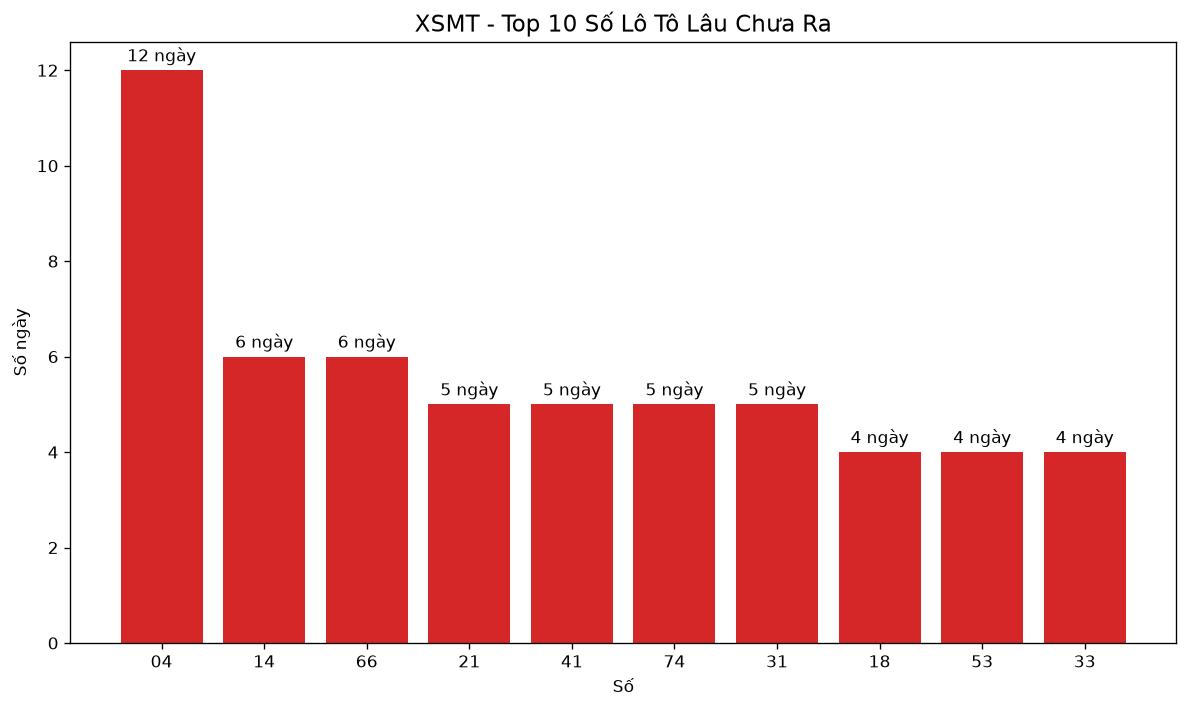 XSMT - Top 10 Số Lô Tô Lâu Chưa Ra
Số ngày
12
10
8
6
4
2
0
12 ngày
6 ngày
6 ngày
5 ngày
5 ngày
5 ngày
5 ngày
4 ngày
4 ngày
4 ngày
04 14 66 21 41 74 31 18 53 33
Số